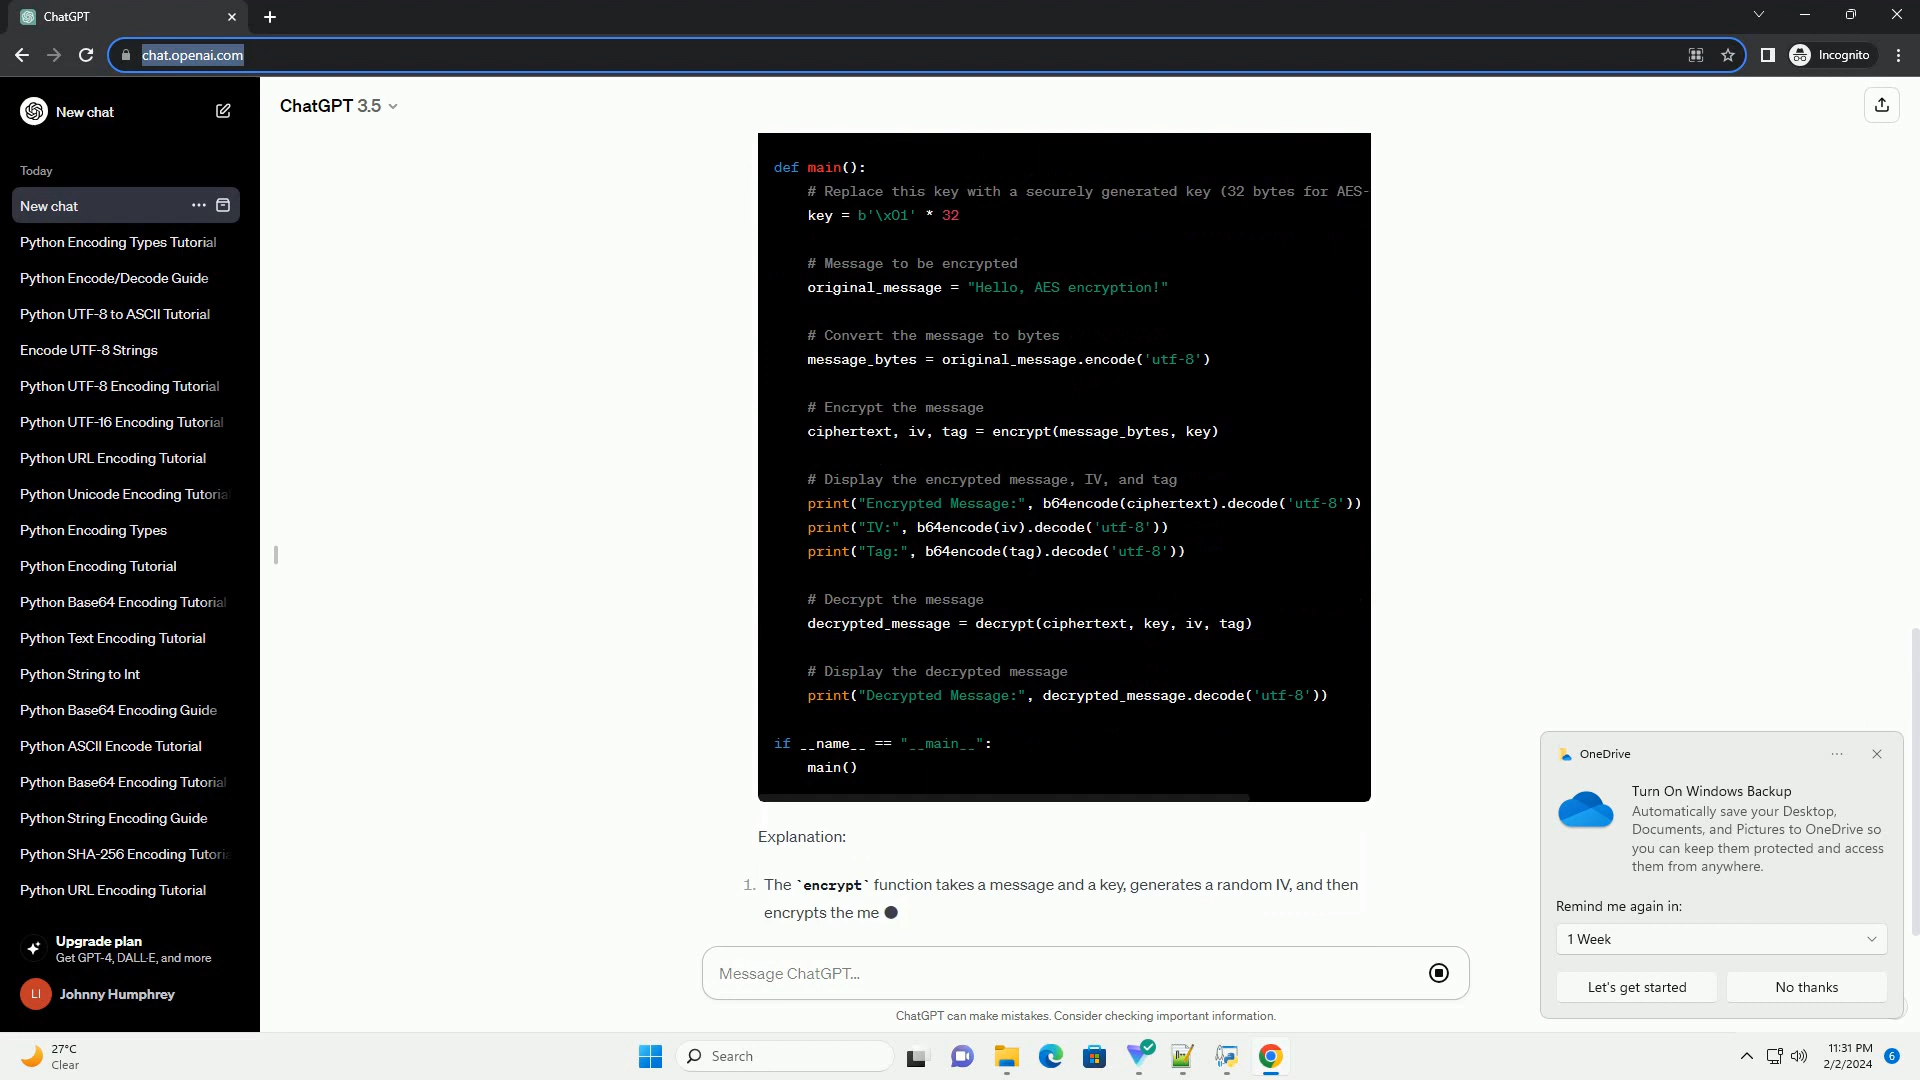 ChatGPT
chat.openai.com
Incognito
New chat
Today
New chat
Python Encoding Types Tutorial
Python Encode/Decode Guide
Python UTF-8 to ASCII Tutorial
Encode UTF-8 Strings
Python UTF-8 Encoding Tutorial
Python UTF-16 Encoding Tutorial
Python URL Encoding Tutorial
Python Unicode Encoding Tutoria
Python Encoding Types
Python Encoding Tutorial
Python Base64 Encoding Tutorial
Python Text Encoding Tutorial
Python String to Int
Python Base64 Encoding Guide
Python ASCII Encode Tutorial
Python Base64 Encoding Tutorial
Python String Encoding Guide
Python SHA-256 Encoding Tutoria
Python URL Encoding Tutorial
Upgrade plan
Get GPT-4, DALL·E, and more
LI
Johnny Humphrey
ChatGPT 3.5
def main():
# Replace this key with a securely generated key (32 bytes for AES-
key = b'\x01' * 32
# Message to be encrypted
original_message = "Hello, AES encryption!"
# Convert the message to bytes
message_bytes = original_message.encode('utf-8')
# Encrypt the message
ciphertext, iv, tag = encrypt(message_bytes, key)
# Display the encrypted message, IV, and tag
print("Encrypted Message:", b64encode(ciphertext).decode('utf-8'))
print("IV:", b64encode(iv).decode('utf-8'))
print("Tag:", b64encode(tag).decode('utf-8'))
# Decrypt the message
decrypted_message = decrypt(ciphertext, key, iv, tag)
# Display the decrypted message
print("Decrypted Message:", decrypted_message.decode('utf-8'))
if __name__ == "__main__":
main()
Explanation:
1. The `encrypt` function takes a message and a key, generates a random IV, and then
encrypts the me
Message ChatGPT...
ChatGPT can make mistakes. Consider checking important information.
OneDrive
Turn On Windows Backup
Automatically save your Desktop,
Documents, and Pictures to OneDrive so
you can keep them protected and access
them from anywhere.
Remind me again in:
1 Week
Let's get started
No thanks
27°C
Clear
Search
11:31 PM
2/2/2024
6